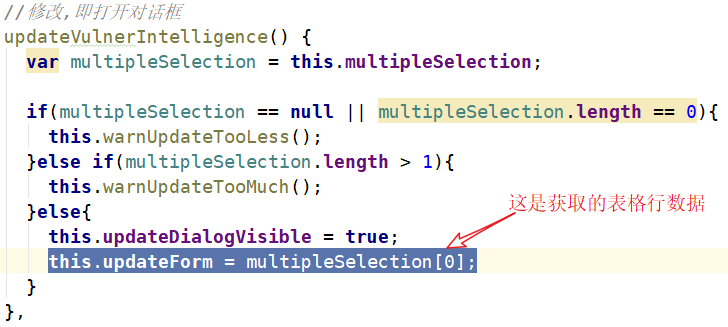 //修改,即打开对话框
updateVulnerIntelligence() {
var multipleSelection = this.multipleSelection;
if(multipleSelection == null || multipleSelection.length == 0){
this.warnUpdateTooLess();
}else if(multipleSelection.length > 1){
this.warnUpdateTooMuch();
}else{
这是获取的表格行数据
this.updateDialogVisible = true;
this.updateForm = multipleSelection[0];
}
},